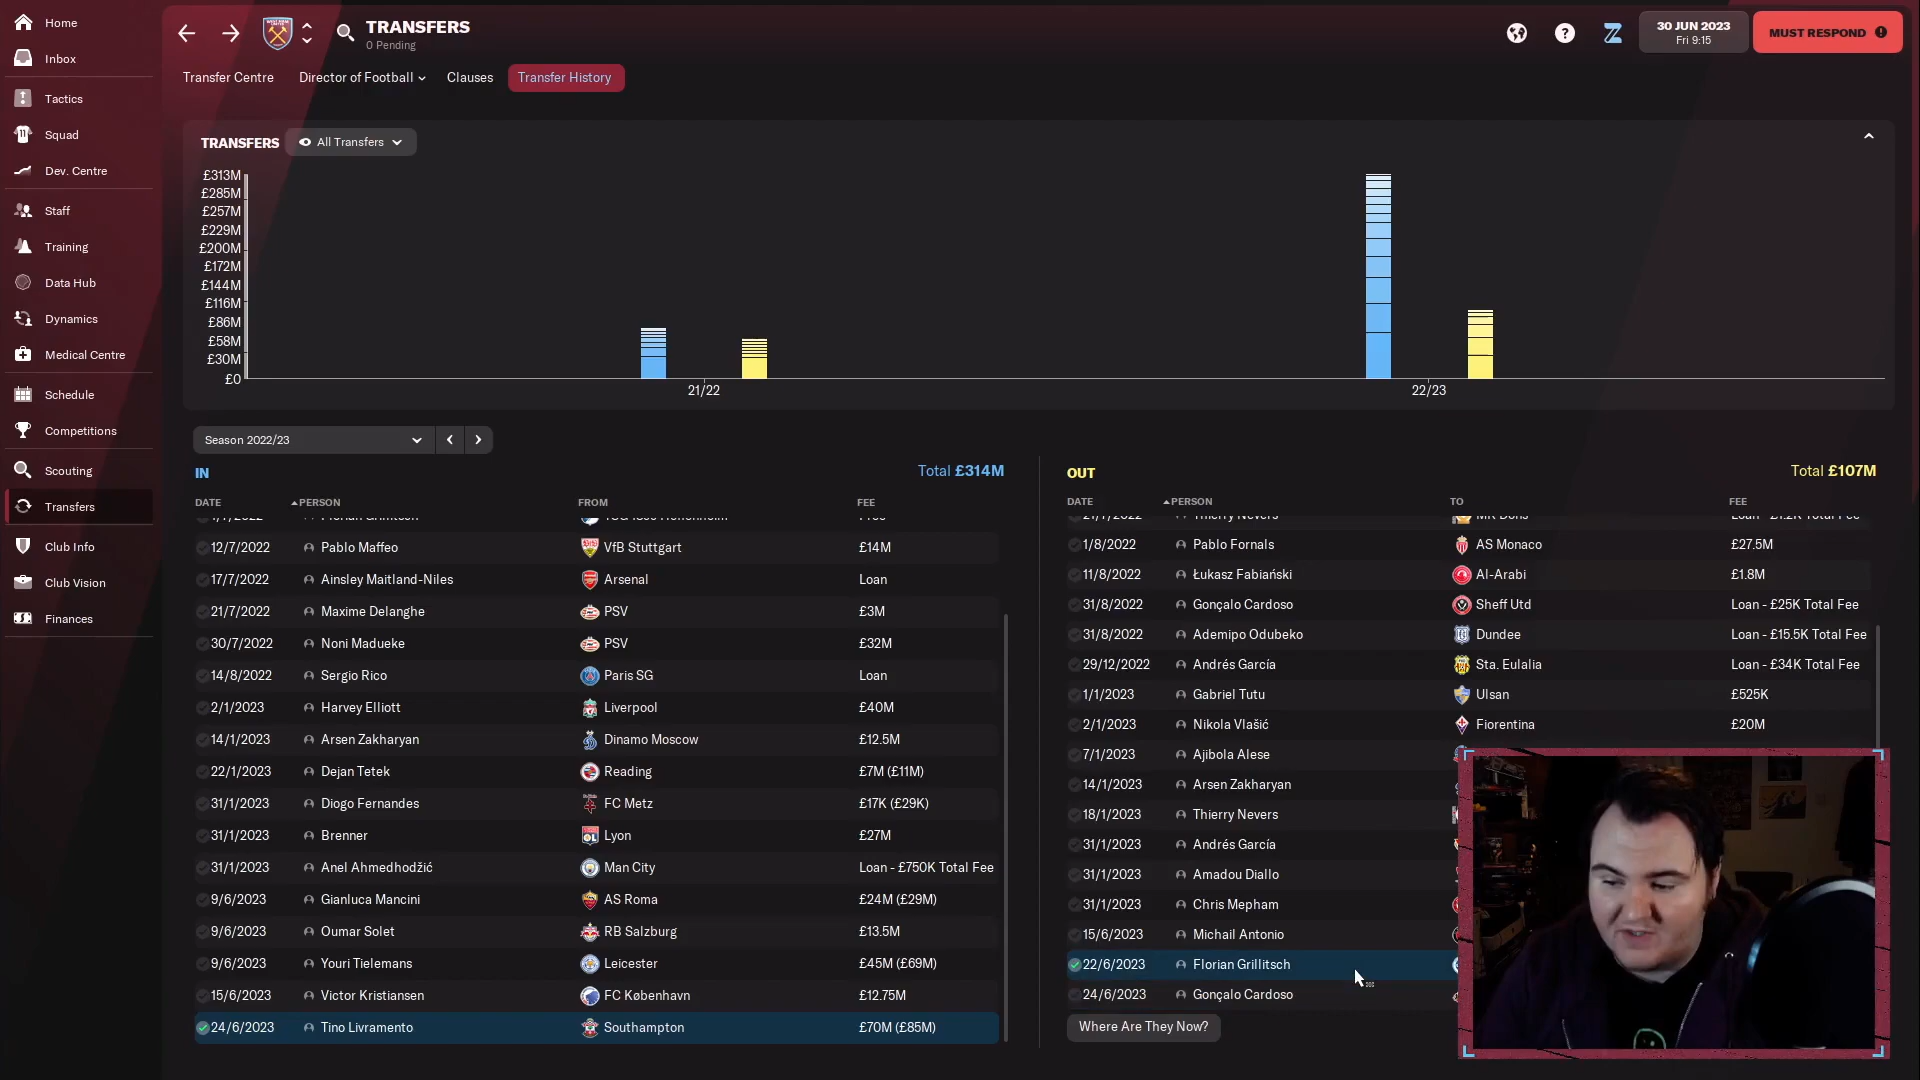 Home
Inbox
Tactics
Squad
Dev. Centre
Staff
Training
Data Hub
Dynamics
Medical Centre
Schedule
Competitions
Scouting
Transfers
Club Info
Club Vision
Finances
TRANSFERS
0 Pending
30 JUN 2023
Fri 9:15
MUST RESPOND
Transfer Centre Director of Football Clauses Transfer History
TRANSFERS All Transfers
£313M
£285M
£257M
£229M
£200M
£172M
£144M
£116M
£86M
£58M
£30M
£0
21/22 22/23
Season 2022/23
IN Total £314M
DATE PERSON FROM FEE
12/7/2022 Pablo Maffeo VfB Stuttgart £14M
17/7/2022 Ainsley Maitland-Niles Arsenal Loan
21/7/2022 Maxime Delanghe PSV £3M
30/7/2022 Noni Madueke PSV £32M
14/8/2022 Sergio Rico Paris SG Loan
2/1/2023 Harvey Elliott Liverpool £40M
14/1/2023 Arsen Zakharyan Dinamo Moscow £12.5M
22/1/2023 Dejan Tetek Reading £7M (£11M)
31/1/2023 Diogo Fernandes FC Metz £17K (£29K)
31/1/2023 Brenner Lyon £27M
31/1/2023 Anel Ahmedhodžić Man City Loan - £750K Total Fee
9/6/2023 Gianluca Mancini AS Roma £24M (£29M)
9/6/2023 Oumar Solet RB Salzburg £13.5M
9/6/2023 Youri Tielemans Leicester £45M (£69M)
15/6/2023 Victor Kristiansen FC København £12.75M
24/6/2023 Tino Livramento Southampton £70M (£85M)
OUT Total £107M
DATE PERSON TO FEE
21/7/2022 Thierry Nevers MK Dons Loan - £1.2K Total Fee
1/8/2022 Pablo Fornals AS Monaco £27.5M
11/8/2022 Łukasz Fabiański Al-Arabi £1.8M
31/8/2022 Gonçalo Cardoso Sheff Utd Loan - £25K Total Fee
31/8/2022 Ademipo Odubeko Dundee Loan - £15.5K Total Fee
29/12/2022 Andrés García Sta. Eulalia Loan - £34K Total Fee
1/1/2023 Gabriel Tutu Ulsan £525K
2/1/2023 Nikola Vlašić Fiorentina £20M
7/1/2023 Ajibola Alese
14/1/2023 Arsen Zakharyan
18/1/2023 Thierry Nevers
31/1/2023 Andrés García
31/1/2023 Amadou Diallo
31/1/2023 Chris Mepham
15/6/2023 Michail Antonio
22/6/2023 Florian Grillitsch
24/6/2023 Gonçalo Cardoso
Where Are They Now?